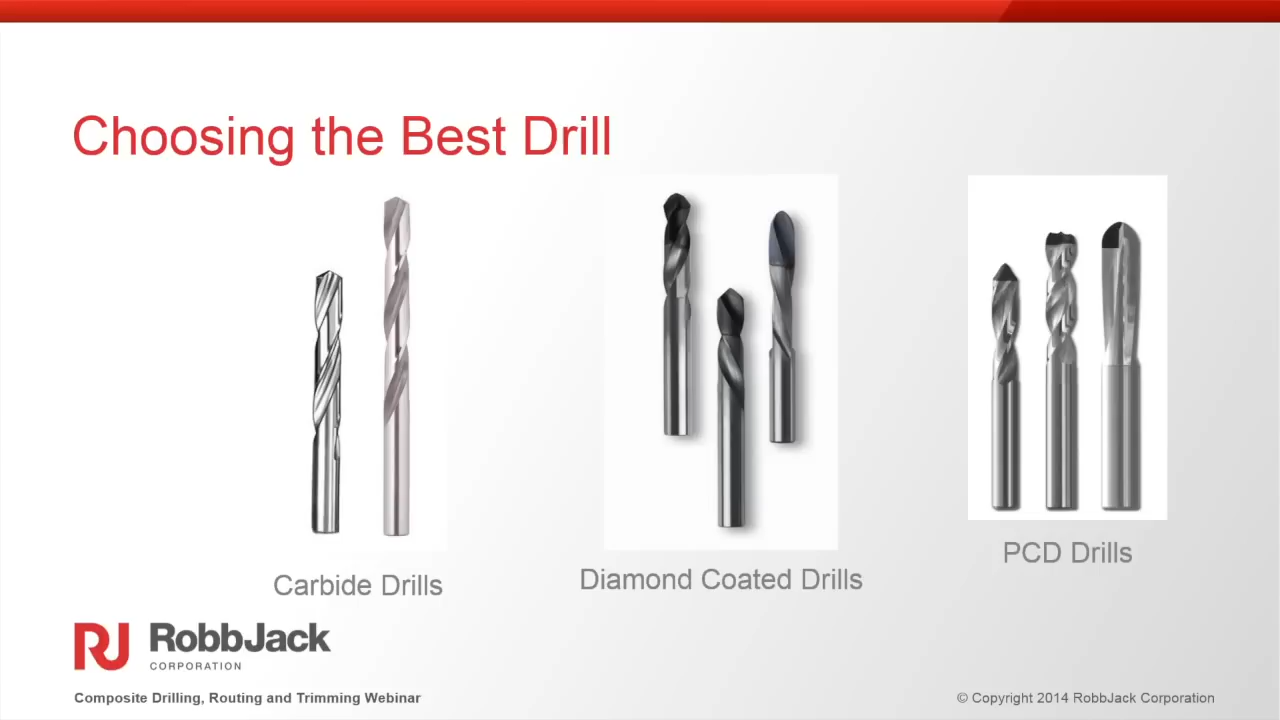 Choosing the Best Drill
Carbide Drills
Diamond Coated Drills
PCD Drills
RJ RobbJack
CORPORATION
Composite Drilling, Routing and Trimming Webinar
© Copyright 2014 RobbJack Corporation